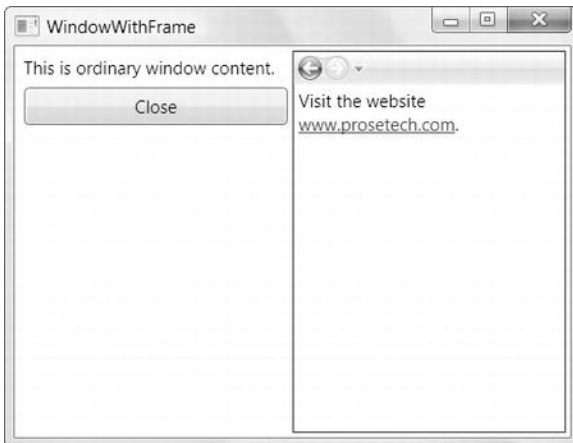 WindowWithFrame
This is ordinary window content.
Close
Visit the website
www.prosetech.com.